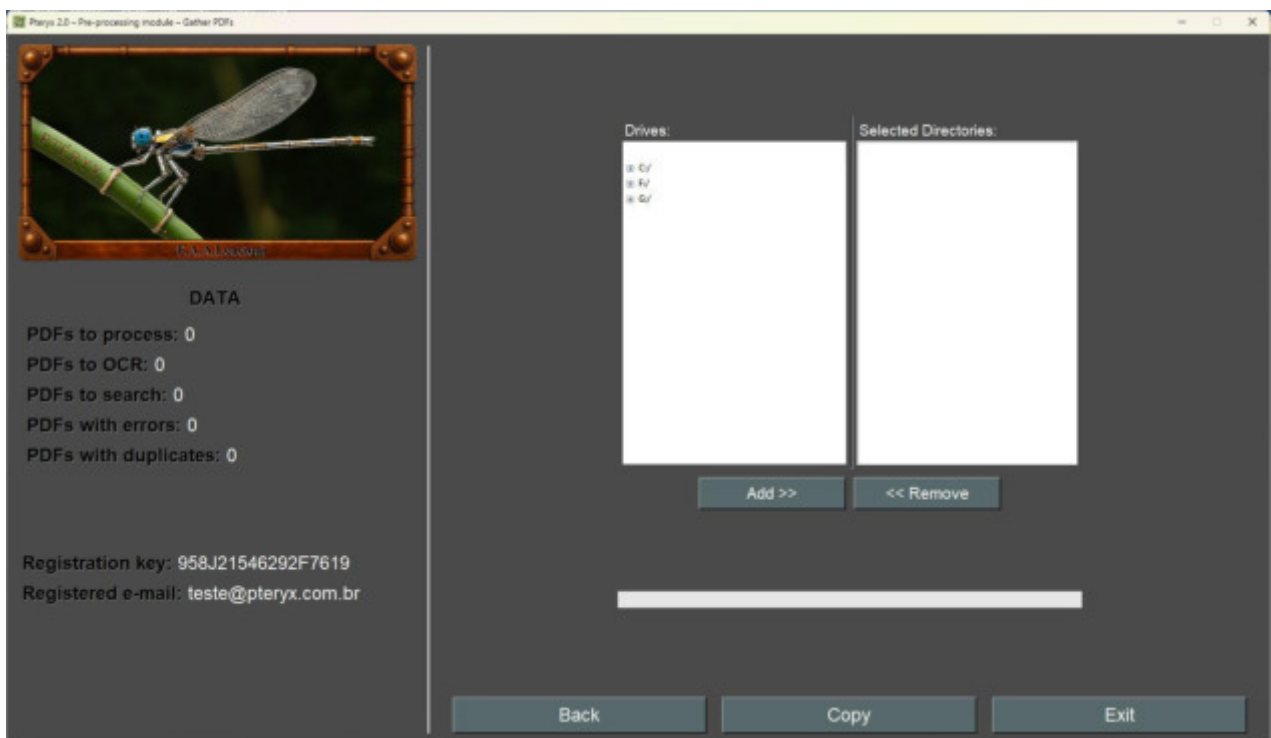 Pteryx 2.0 – Pre-processing module – Gather PDFs
DATA
PDFs to process: 0
PDFs to OCR: 0
PDFs to search: 0
PDFs with errors: 0
PDFs with duplicates: 0
Registration key: 958J21546292F7619
Registered e-mail: teste@pteryx.com.br
Drives:
C:/
F:/
G:/
Selected Directories:
Add >>
<< Remove
Back
Copy
Exit